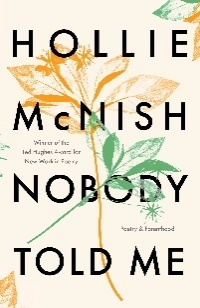 HOLLIE
McNISH
Winner of the
Ted Hughes Award for
New Work in Poetry
NOBODY
Poetry & Parenthood
TOLD ME